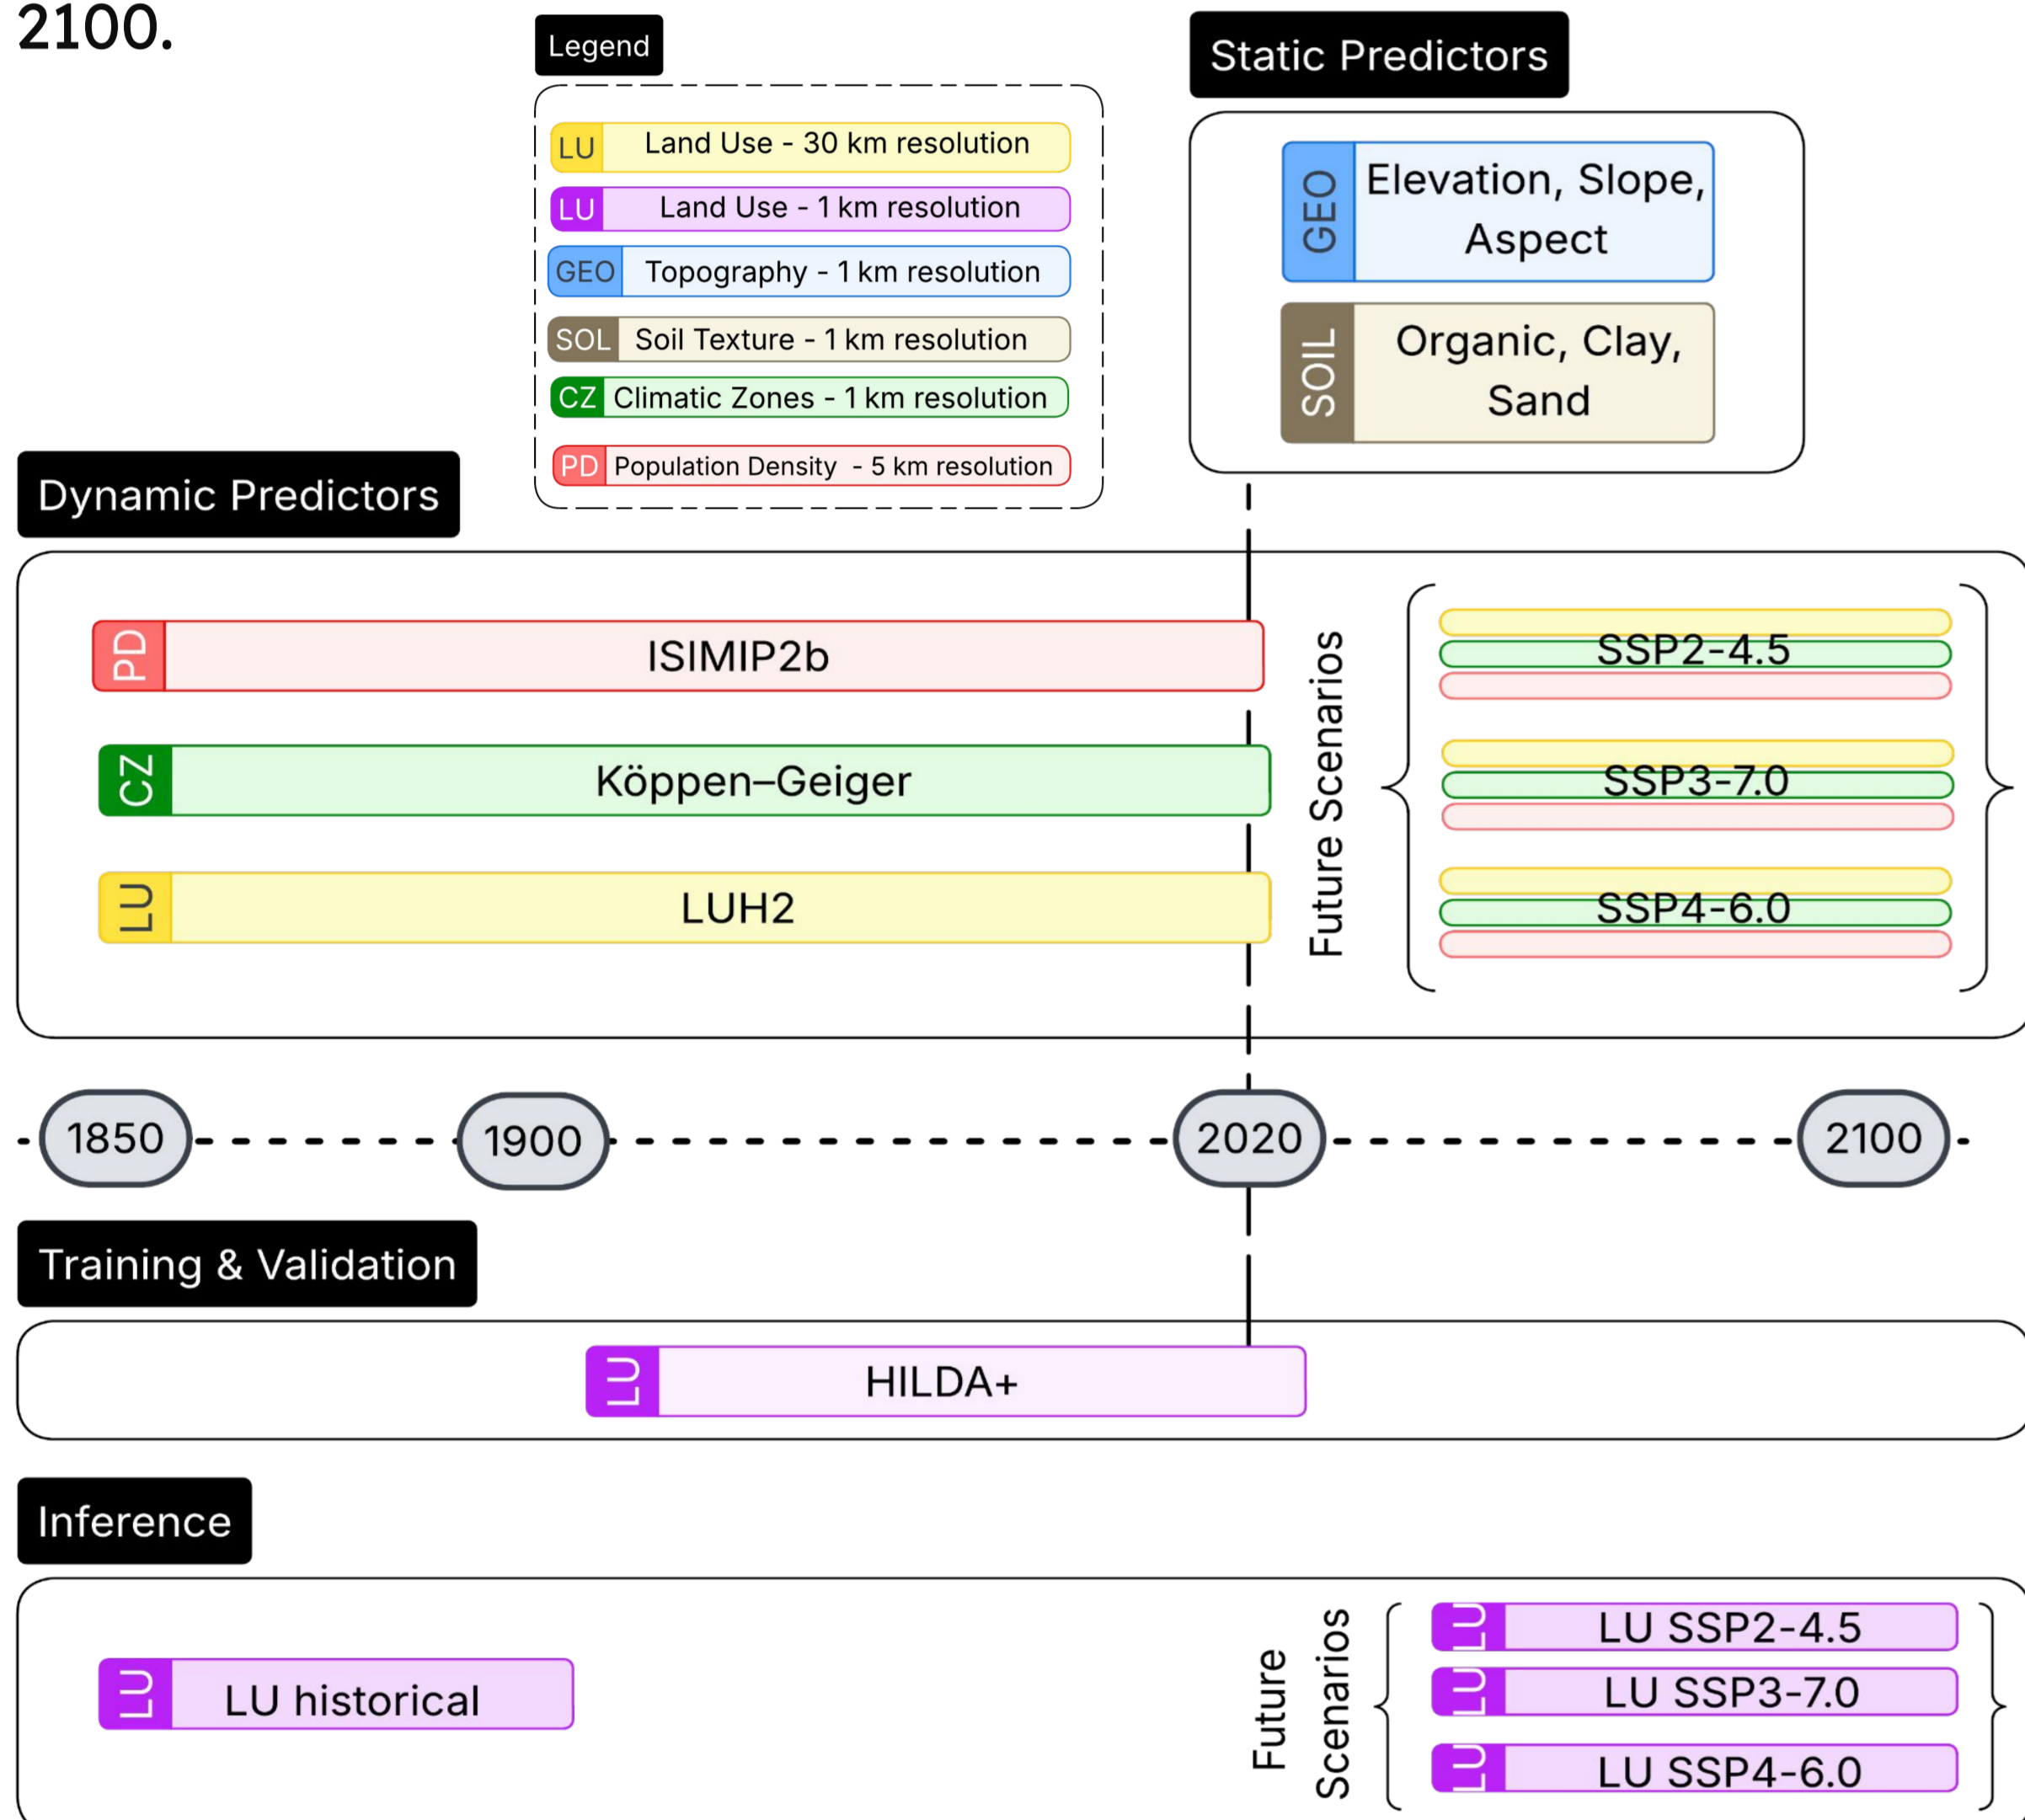 2100.
Legend
LU Land Use - 30 km resolution
LU Land Use - 1 km resolution
GEO Topography - 1 km resolution
SOL Soil Texture - 1 km resolution
CZ Climatic Zones - 1 km resolution
PD Population Density - 5 km resolution
Static Predictors
GEO
Elevation, Slope,
Aspect
SOIL
Organic, Clay,
Sand
Dynamic Predictors
PD ISIMIP2b
CZ Köppen–Geiger
LU LUH2
Future Scenarios
SSP2-4.5
SSP3-7.0
SSP4-6.0
1850 1900 2020 2100
Training & Validation
LU HILDA+
Inference
LU LU historical
Future
Scenarios
LU LU SSP2-4.5
LU LU SSP3-7.0
LU LU SSP4-6.0